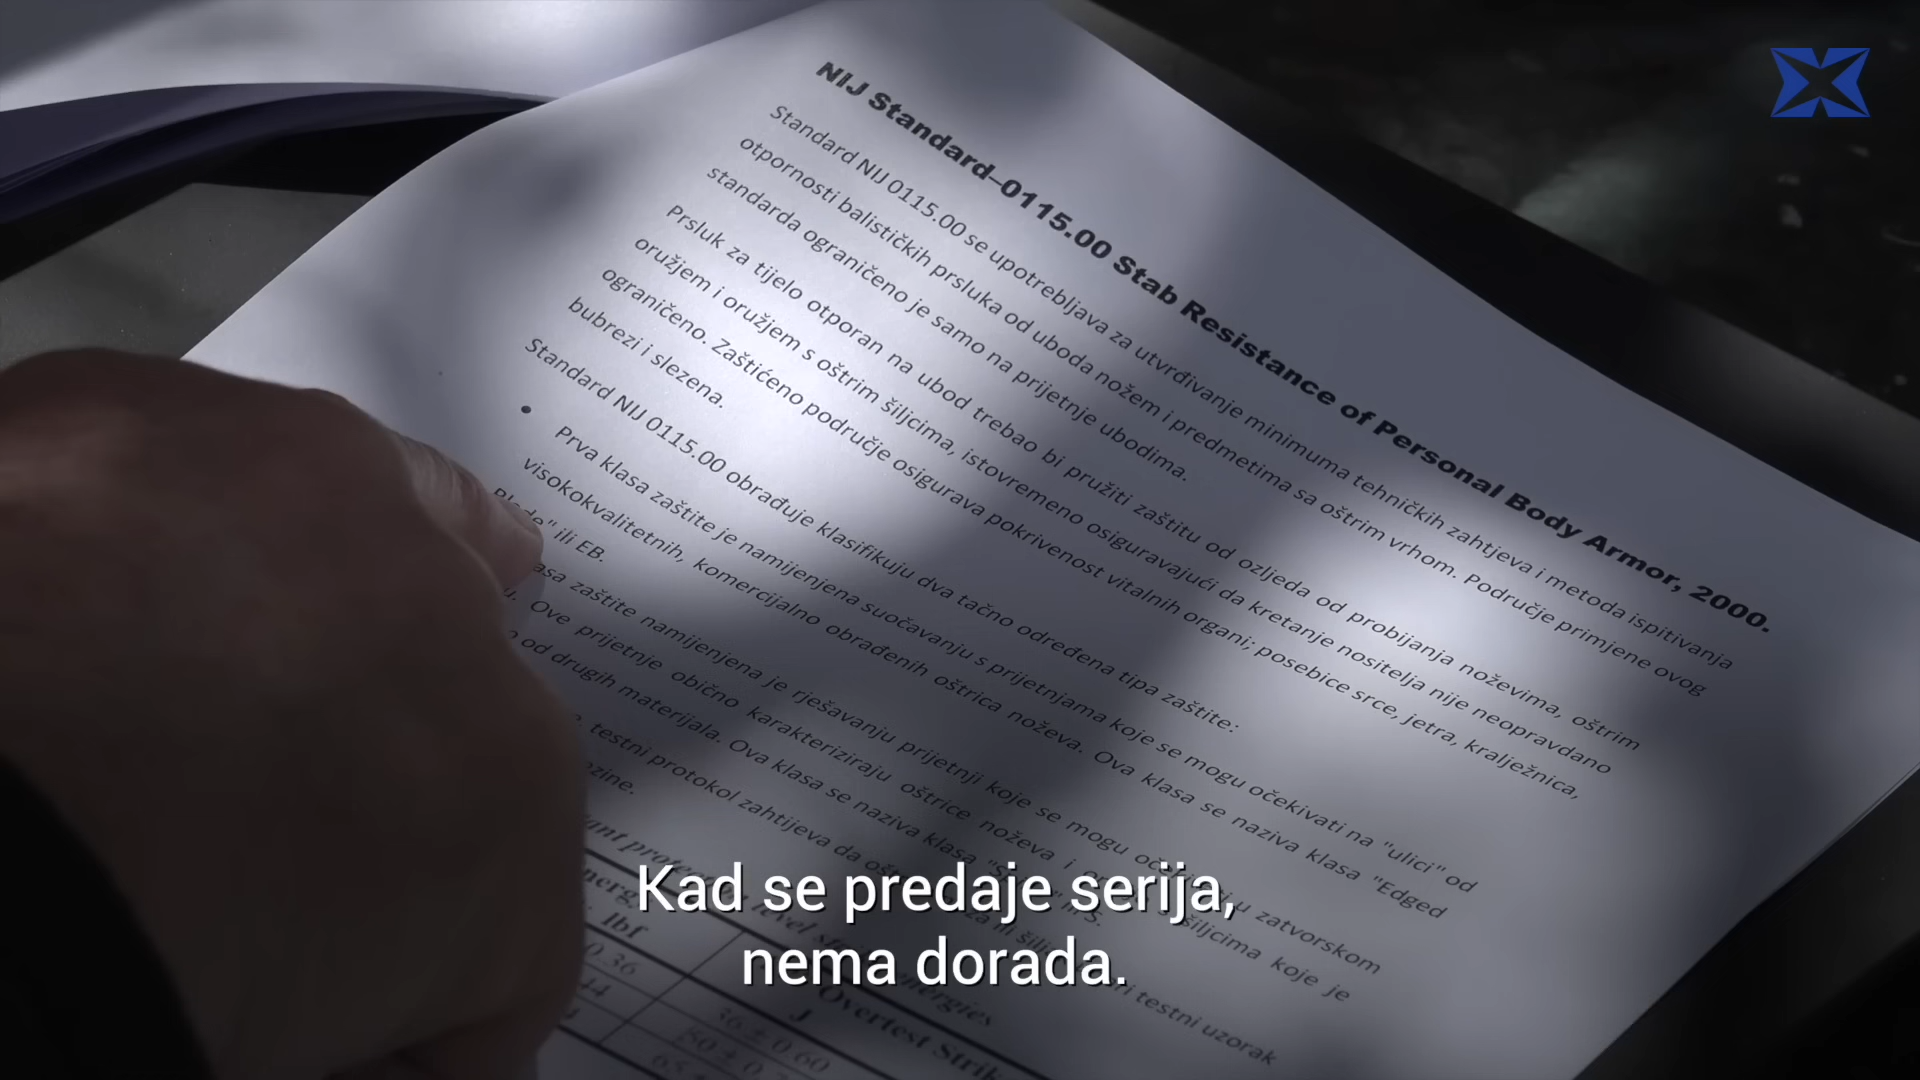 NIJ Standard–0115.00 Stab Resistance of Personal Body Armor, 2000.
Standard NIJ 0115.00 se upotrebljava za utvrđivanje minimuma tehničkih zahtjeva i metoda ispitivanja
otpornosti balističkih prsluka od uboda nožem i predmetima sa oštrim vrhom. Područje primjene ovog
standarda ograničeno je samo na prijetnje ubodima.
Prsluk za tijelo otporan na ubod trebao bi pružiti zaštitu od ozljeda od probijanja noževima, oštrim
oružjem i oružjem s oštrim šiljcima, istovremeno osiguravajući da kretanje nositelja nije neopravdano
ograničeno. Zaštićeno područje osigurava pokrivenost vitalnih organi; posebice srce, jetra, kralježnica,
bubrezi i slezena.
Standard NIJ 0115.00 obrađuje klasifikuju dva tačno određena tipa zaštite:
• Prva klasa zaštite je namijenjena suočavanju s prijetnjama koje se mogu očekivati na "ulici" od
visokokvalitetnih, komercijalno obrađenih oštrica noževa. Ova klasa se naziva klasa "Edged
ili EB.
zaštite namijenjena je rješavanju prijetnji koje se mogu u zatvorskom
Ove prijetnje obično karakteriziraju oštrice noževa i šiljcima koje je
od drugih materijala. Ova klasa se naziva klasa
testni protokol zahtijeva da testni uzorak
lbf
Overtest
J
0.36
36 ± 0.60
Kad se predaje serija,
nema dorada.